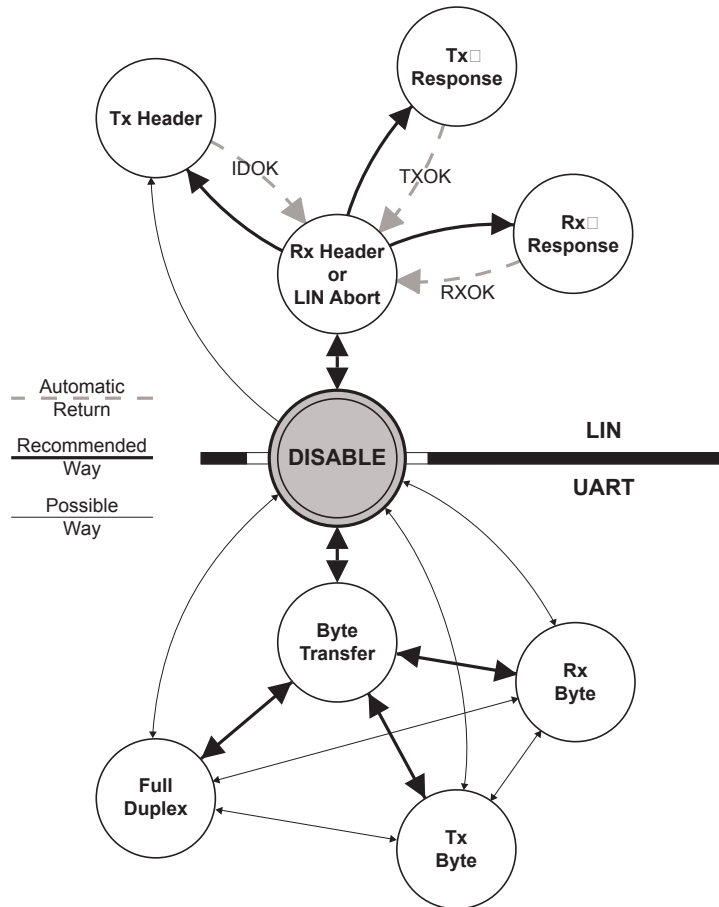 Tx□
Response
Tx Header
IDOK
TXOK
Rx□
Response
Rx Header
or
LIN Abort
RXOK
Automatic
Return
Recommended
Way
Possible
Way
DISABLE
LIN
UART
Byte
Transfer
Rx
Byte
Full
Duplex
Tx
Byte